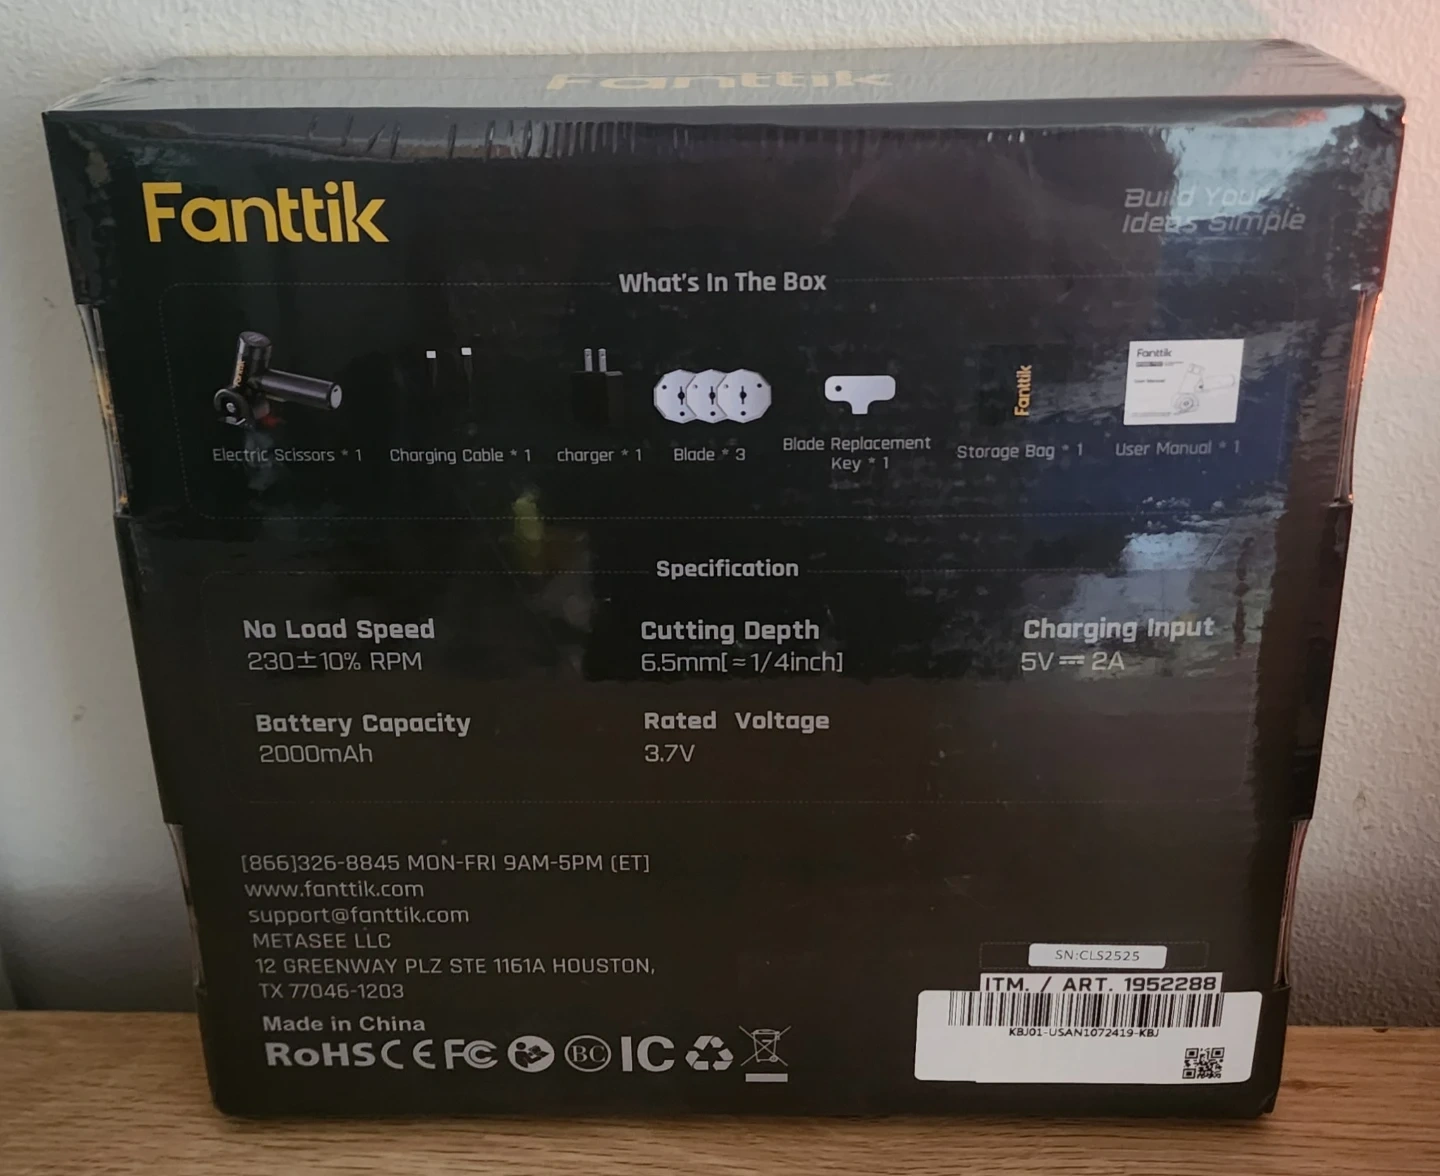 Fanttik
Fanttik
Build Your
Ideas Simple
What's In The Box
Fanttik
Fanttik
User Manual
Electric Scissors * 1
Charging Cable * 1
charger * 1
Blade * 3
Blade Replacement
Key * 1
Storage Bag * 1
User Manual * 1
Specification
No Load Speed
230±10% RPM
Cutting Depth
6.5mm[≈1/4inch]
Charging Input
5V⎓2A
Battery Capacity
2000mAh
Rated Voltage
3.7V
[866]326-8845 MON-FRI 9AM-5PM (ET]
www.fanttik.com
support@fanttik.com
METASEE LLC
12 GREENWAY PLZ STE 1161A HOUSTON,
TX 77046-1203
Made in China
RoHS CE FC BC IC
SN:CLS2525
ITM. / ART. 1952288
KBJ01-USAN1072419-KBJ